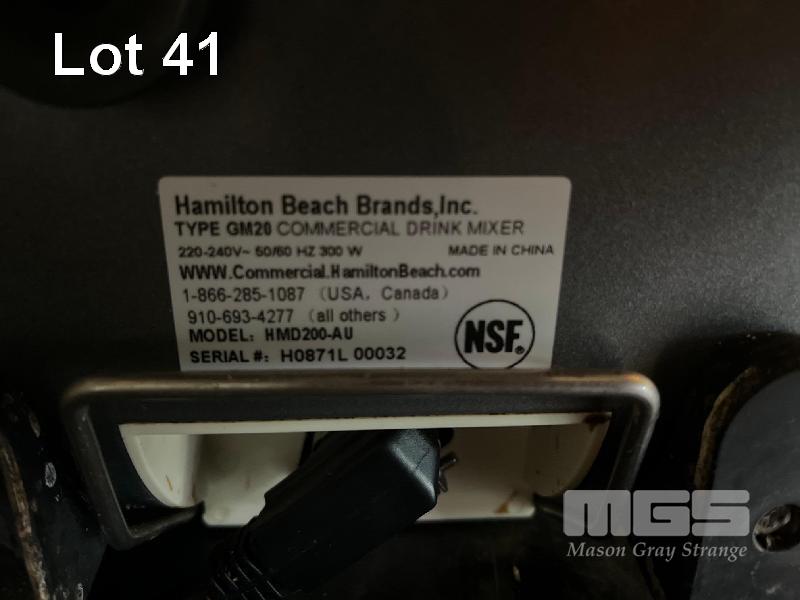 Lot 41
Hamilton Beach Brands,Inc.
TYPE GM20 COMMERCIAL DRINK MIXER
220-240V~ 50/60 HZ 300 W MADE IN CHINA
WWW.Commercial.HamiltonBeach.com
1-866-285-1087 (USA, Canada)
910-693-4277 (all others )
MODEL: HMD200-AU
SERIAL #: H0871L 00032
NSF®
MGS
Mason Gray Strange